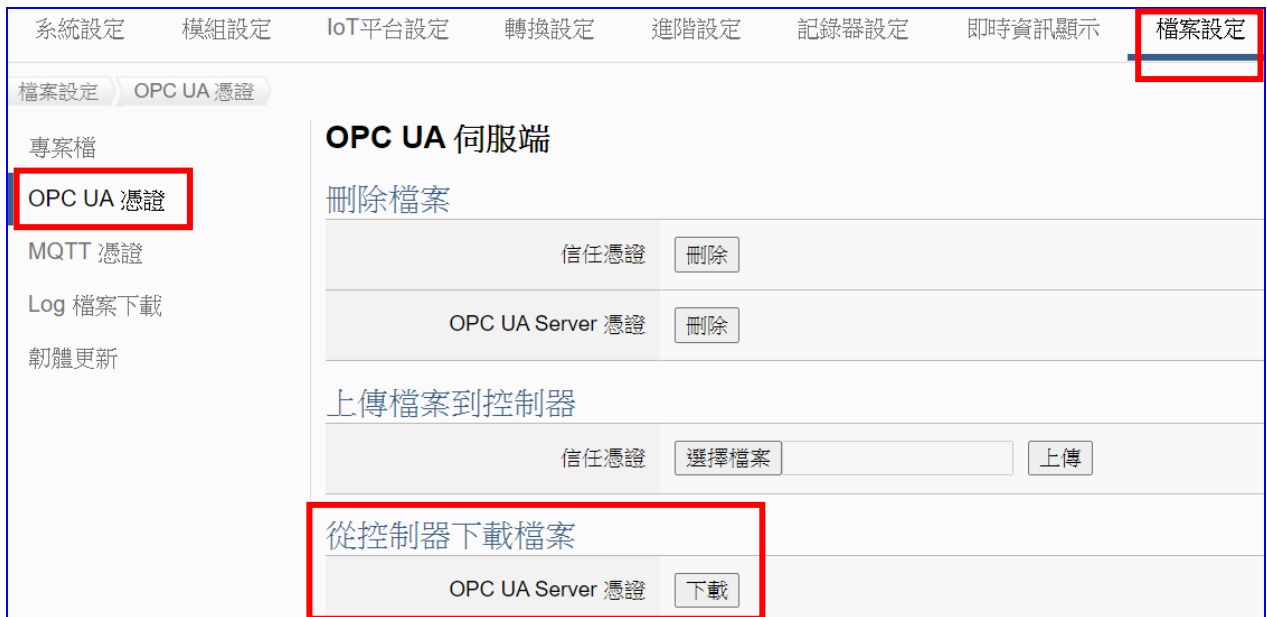 系統設定 模組設定 IoT平台設定 轉換設定 進階設定 記錄器設定 即時資訊顯示 檔案設定
檔案設定 OPC UA 憑證
專案檔
OPC UA 憑證
MQTT 憑證
Log 檔案下載
韌體更新
OPC UA 伺服端
刪除檔案
信任憑證 刪除
OPC UA Server 憑證 刪除
上傳檔案到控制器
信任憑證 選擇檔案 上傳
從控制器下載檔案
OPC UA Server 憑證 下載